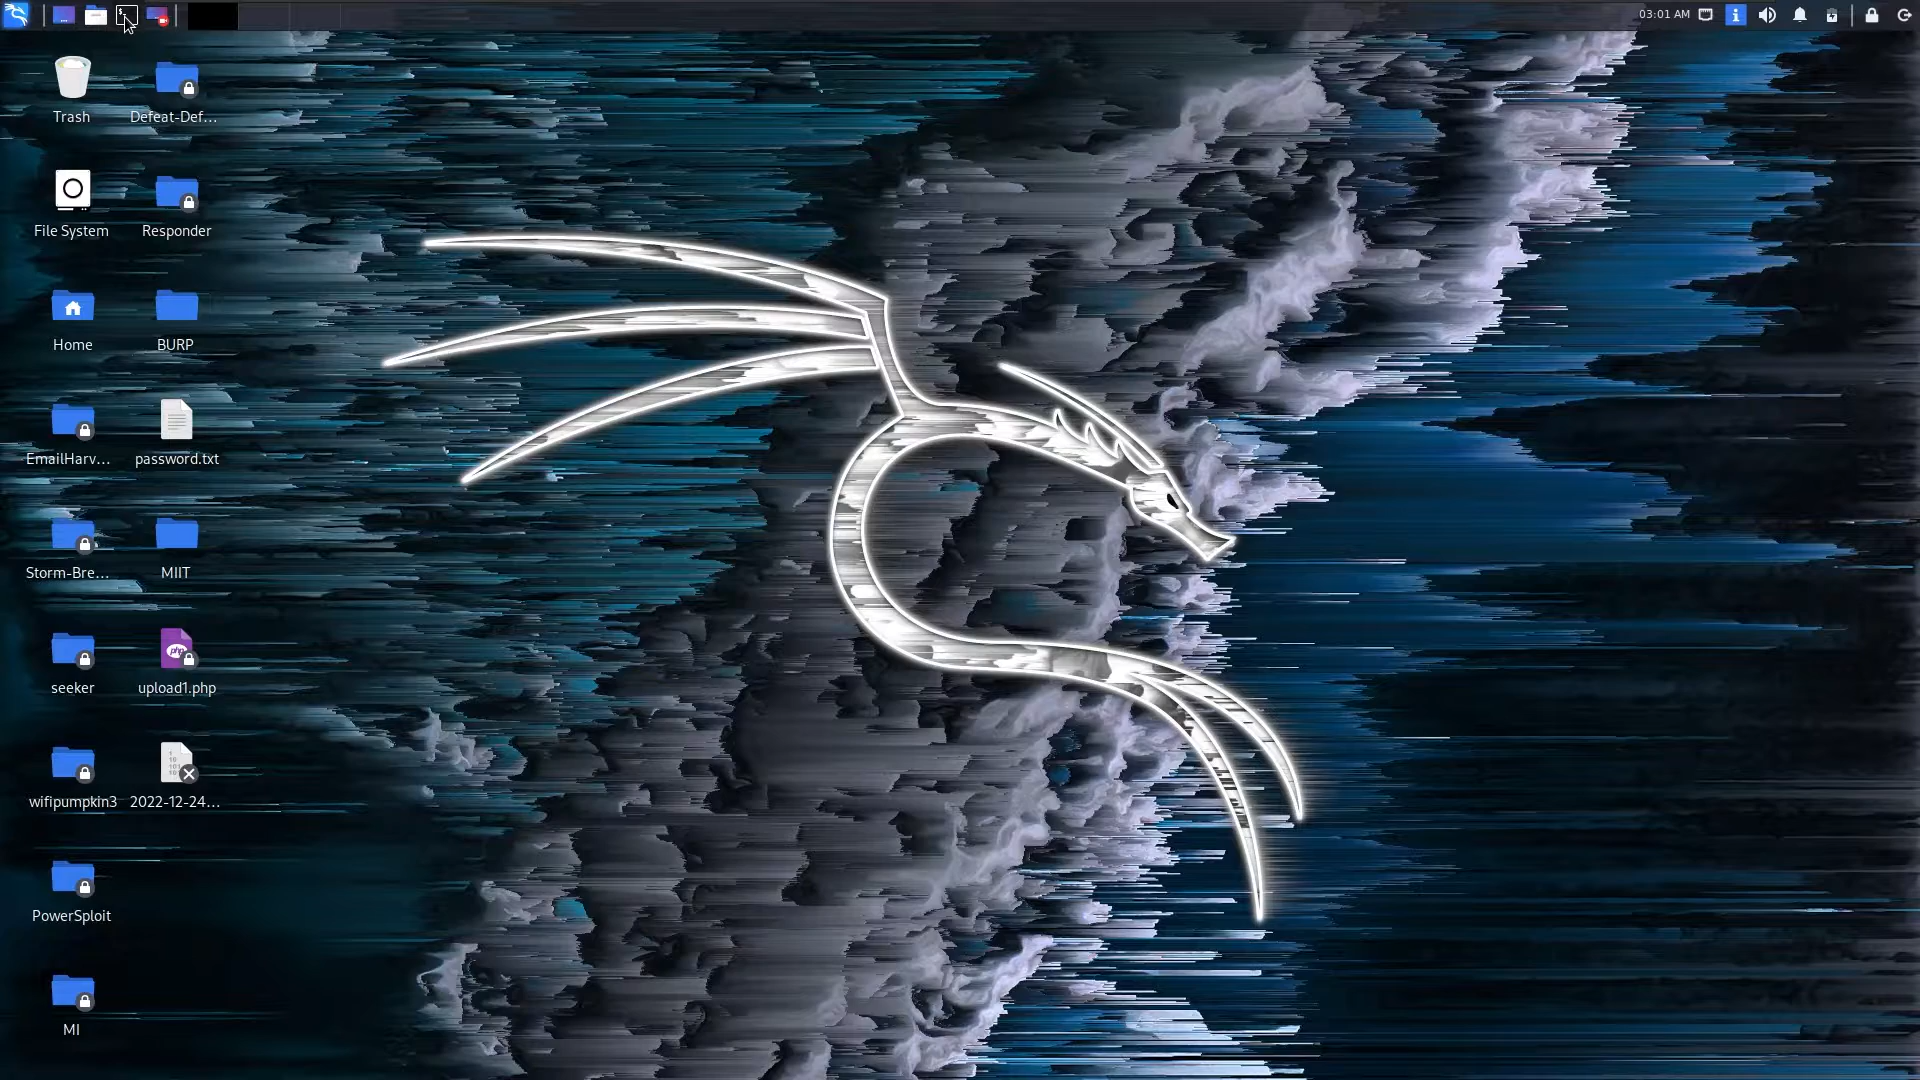 03:01 AM
Trash
Defeat-Def...
File System
Responder
Home
BURP
EmailHarv...
password.txt
Storm-Bre...
MIIT
seeker
php
upload1.php
wifipumpkin3
2022-12-24...
PowerSploit
MI